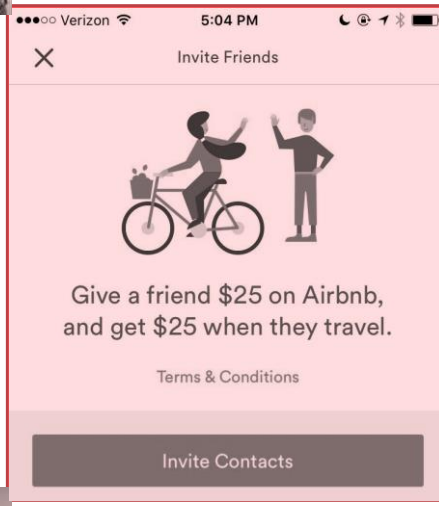 Verizon 5:04 PM
Invite Friends
Give a friend $25 on Airbnb,
and get $25 when they travel.
Terms & Conditions
Invite Contacts